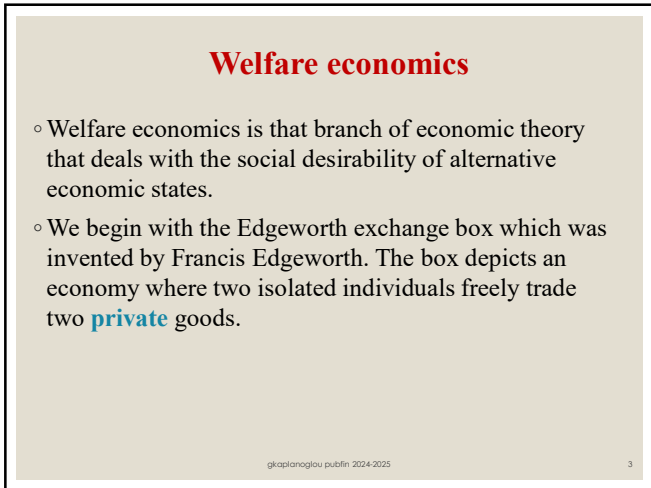 Welfare economics
◦ Welfare economics is that branch of economic theory
that deals with the social desirability of alternative
economic states.
◦ We begin with the Edgeworth exchange box which was
invented by Francis Edgeworth. The box depicts an
economy where two isolated individuals freely trade
two private goods.
gkaplanoglou pubfin 2024-2025
3